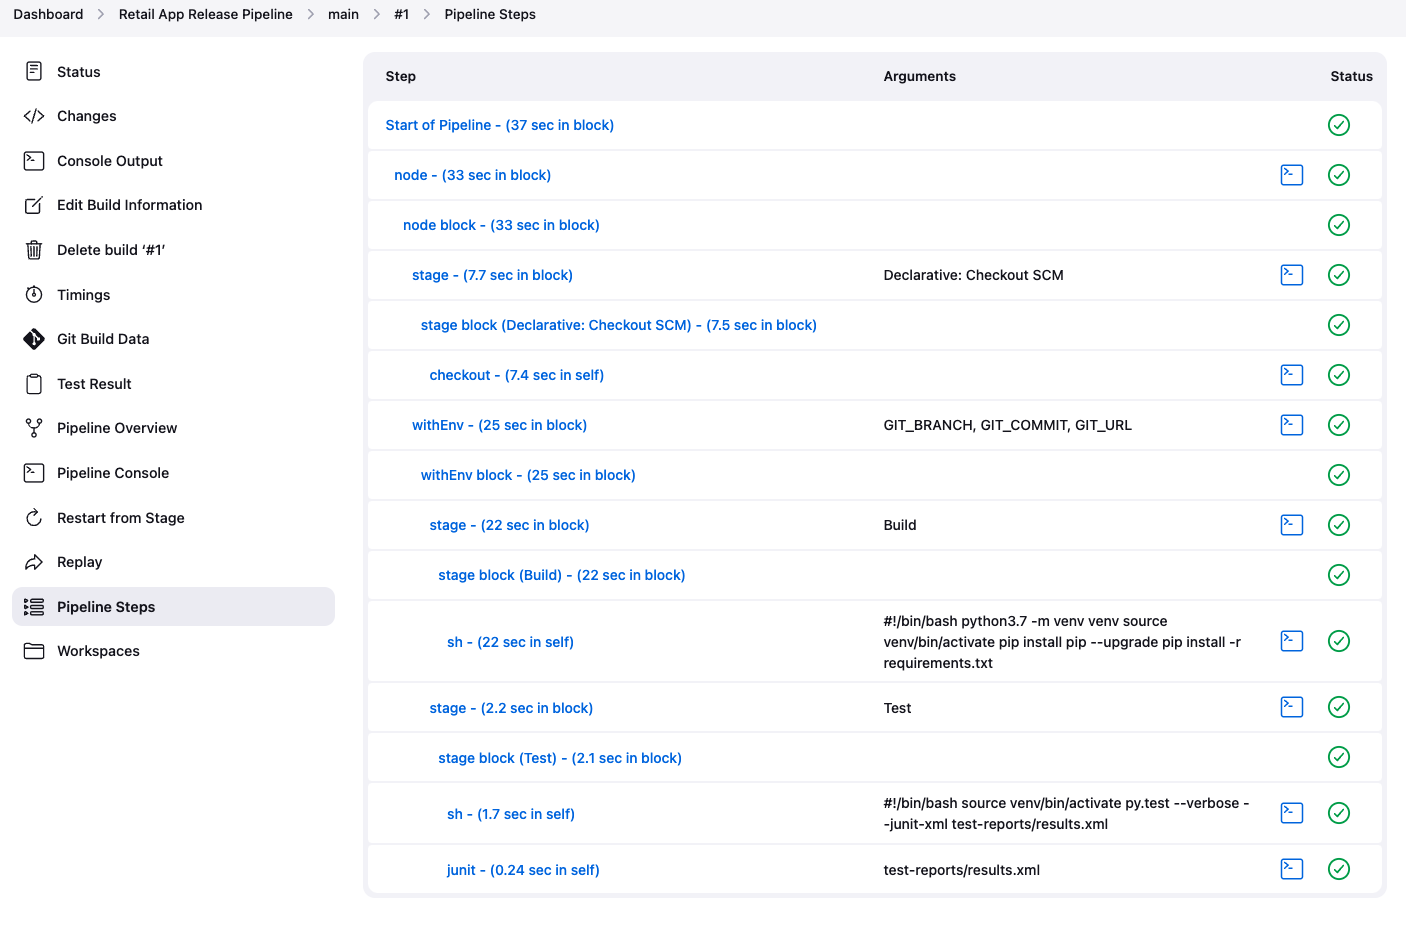 Dashboard > Retail App Release Pipeline > main > #1 > Pipeline Steps
Status
Changes
Console Output
Edit Build Information
Delete build ‘#1’
Timings
Git Build Data
Test Result
Pipeline Overview
Pipeline Console
Restart from Stage
Replay
Pipeline Steps
Workspaces
Step Arguments Status
Start of Pipeline - (37 sec in block)
node - (33 sec in block)
node block - (33 sec in block)
stage - (7.7 sec in block) Declarative: Checkout SCM
stage block (Declarative: Checkout SCM) - (7.5 sec in block)
checkout - (7.4 sec in self)
withEnv - (25 sec in block) GIT_BRANCH, GIT_COMMIT, GIT_URL
withEnv block - (25 sec in block)
stage - (22 sec in block) Build
stage block (Build) - (22 sec in block)
sh - (22 sec in self)
#!/bin/bash python3.7 -m venv venv source
venv/bin/activate pip install pip --upgrade pip install -r
requirements.txt
stage - (2.2 sec in block) Test
stage block (Test) - (2.1 sec in block)
sh - (1.7 sec in self)
#!/bin/bash source venv/bin/activate py.test --verbose -
-junit-xml test-reports/results.xml
junit - (0.24 sec in self) test-reports/results.xml